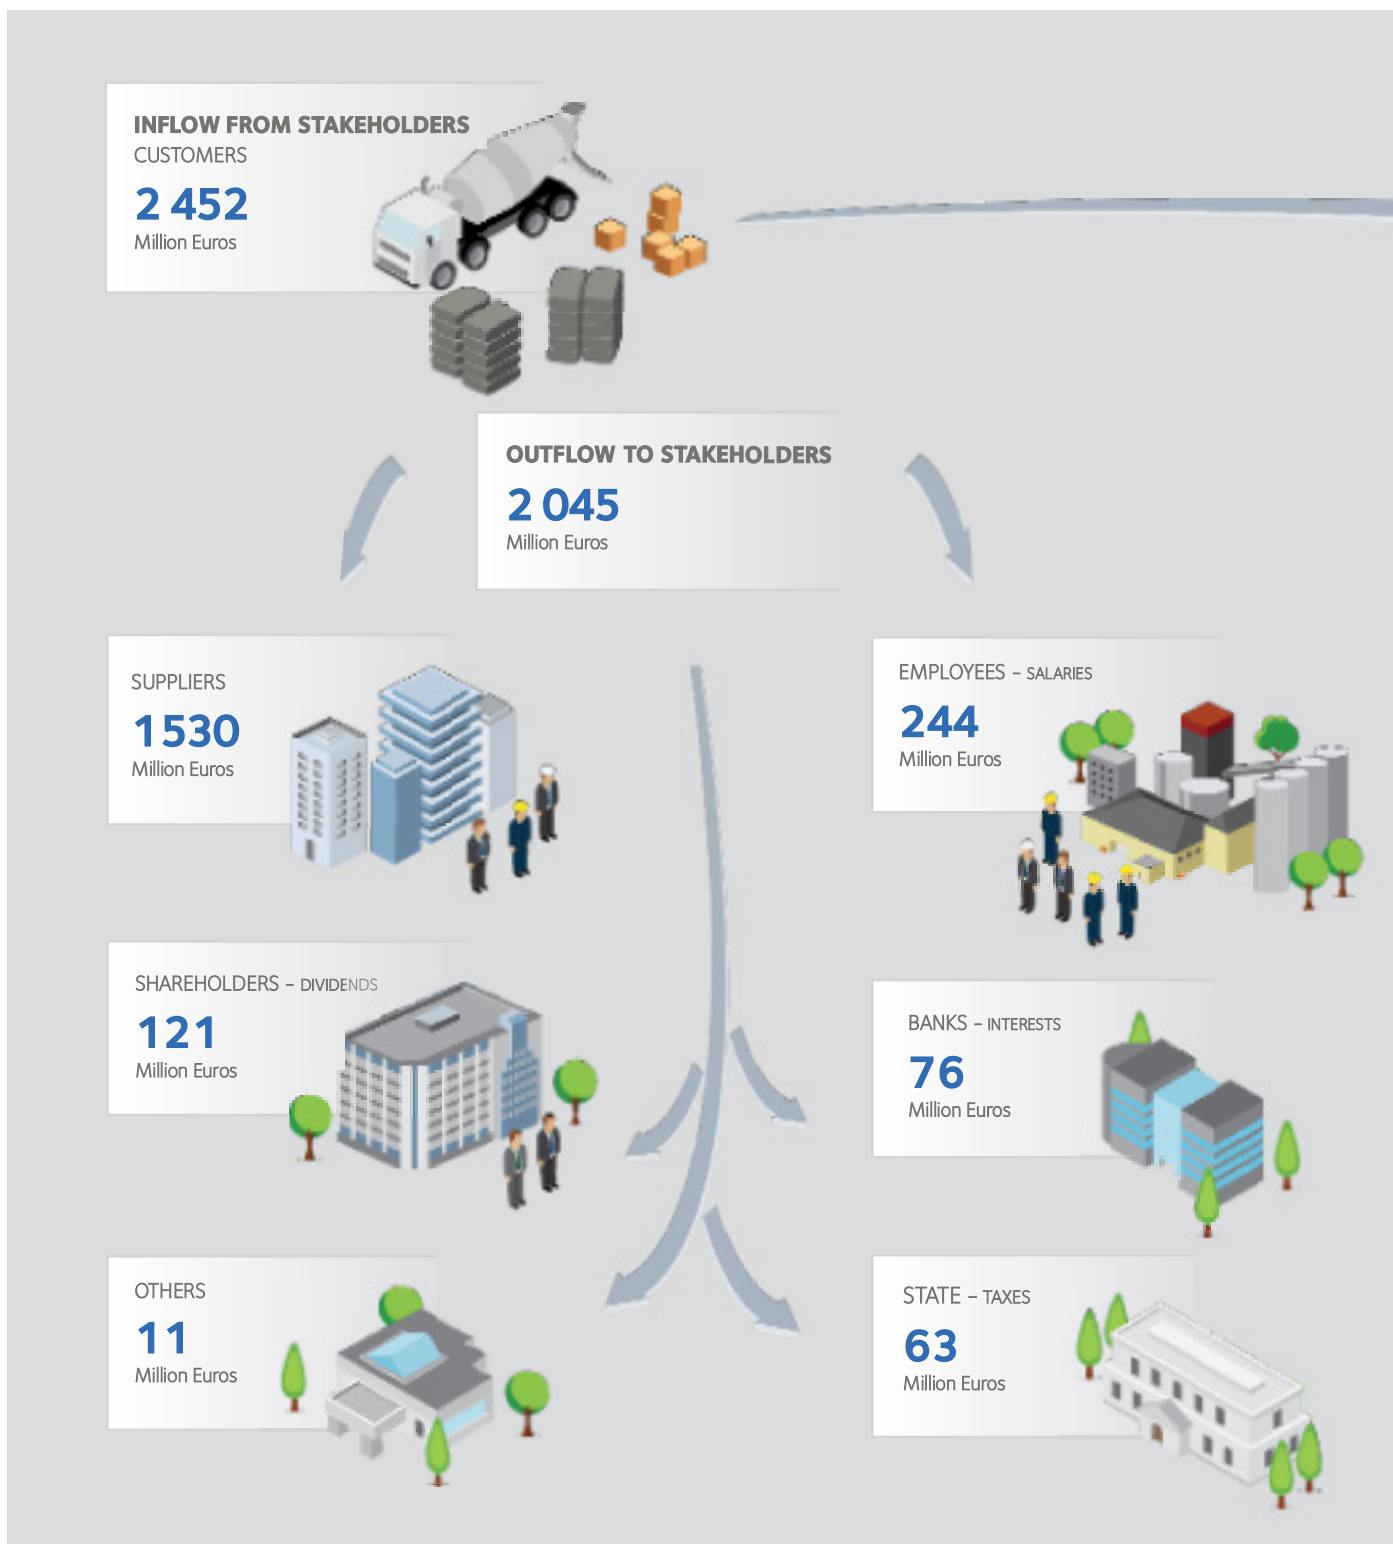 INFLOW FROM STAKEHOLDERS
CUSTOMERS
2 452
Million Euros
OUTFLOW TO STAKEHOLDERS
2 045
Million Euros
SUPPLIERS
1530
Million Euros
EMPLOYEES – SALARIES
244
Million Euros
SHAREHOLDERS – DIVIDENDS
121
Million Euros
BANKS – INTERESTS
76
Million Euros
OTHERS
11
Million Euros
STATE – TAXES
63
Million Euros